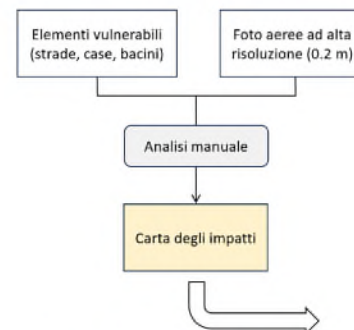 Elementi vulnerabili
(strade, case, bacini)
Foto aeree ad alta
risoluzione (0.2 m)
Analisi manuale
Carta degli impatti